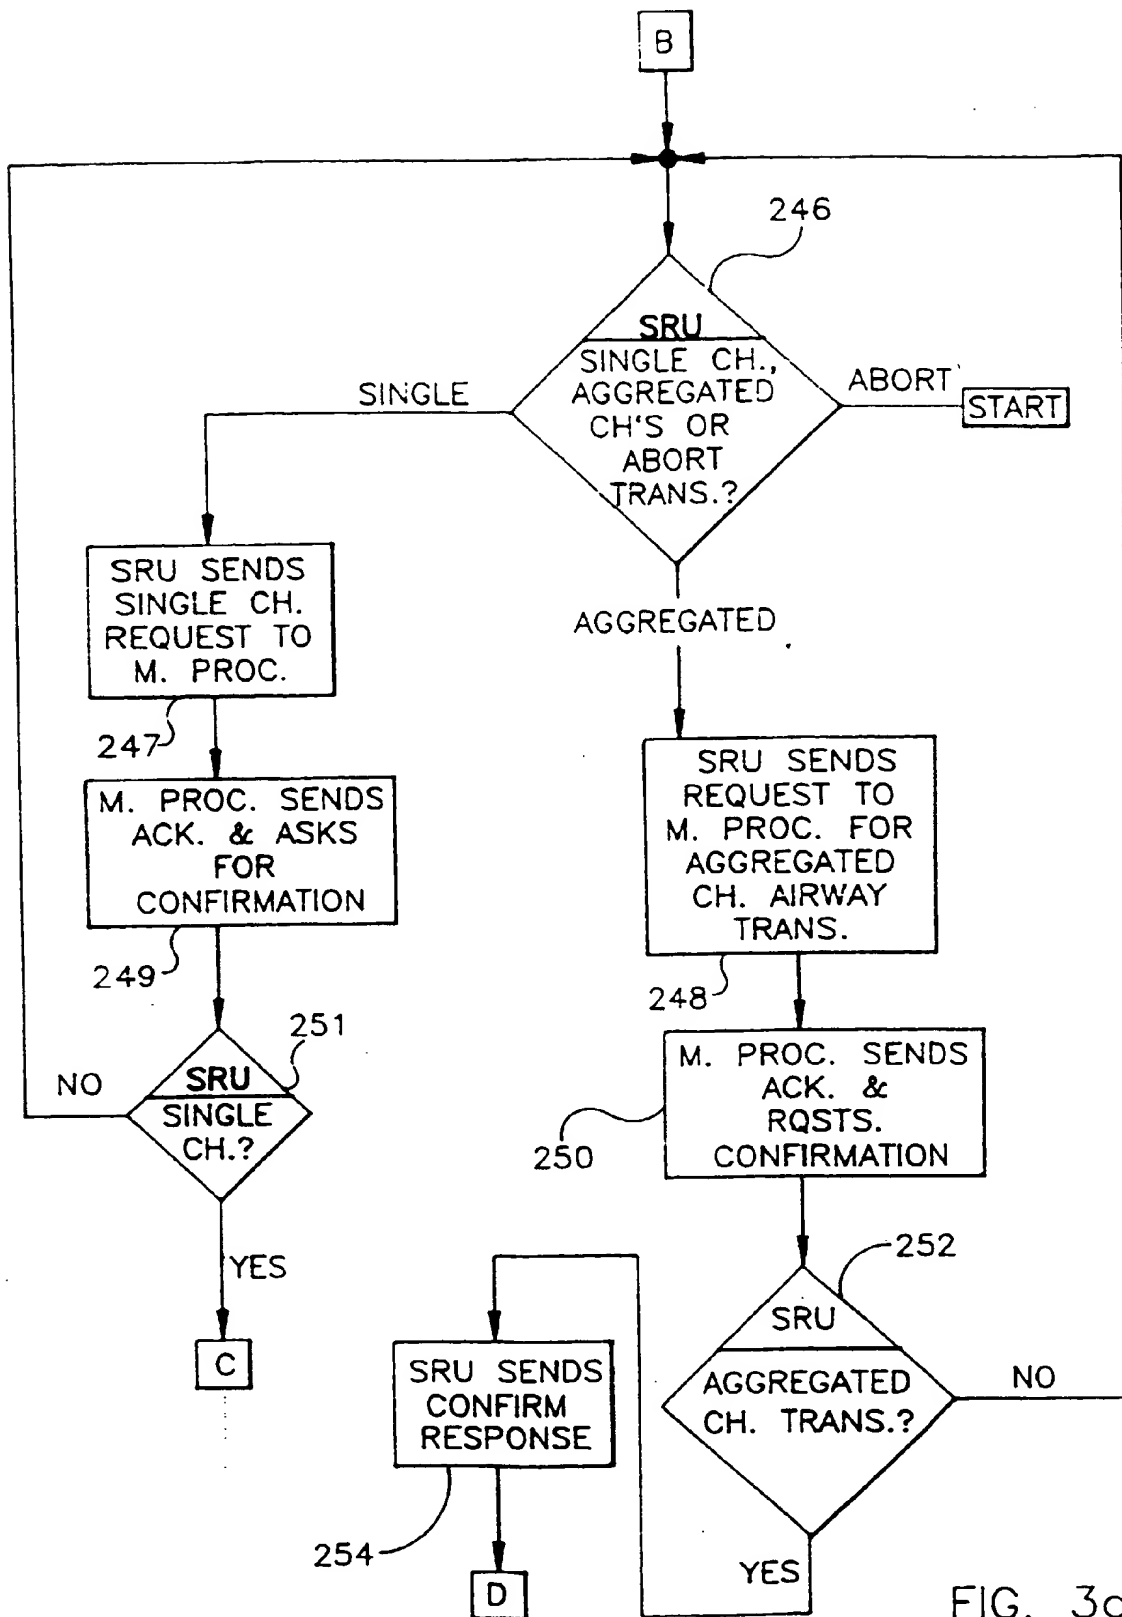 B
246
SRU
SINGLE CH.,
AGGREGATED
CH'S OR
ABORT
TRANS.?
SINGLE
ABORT
START
AGGREGATED
SRU SENDS
SINGLE CH.
REQUEST TO
M. PROC.
247
M. PROC. SENDS
ACK. & ASKS
FOR
CONFIRMATION
249
251
SRU
SINGLE
CH.?
NO
YES
C
SRU SENDS
REQUEST TO
M. PROC. FOR
AGGREGATED
CH. AIRWAY
TRANS.
248
M. PROC. SENDS
ACK. &
RQSTS.
CONFIRMATION
250
252
SRU
AGGREGATED
CH. TRANS.?
NO
YES
SRU SENDS
CONFIRM
RESPONSE
254
D